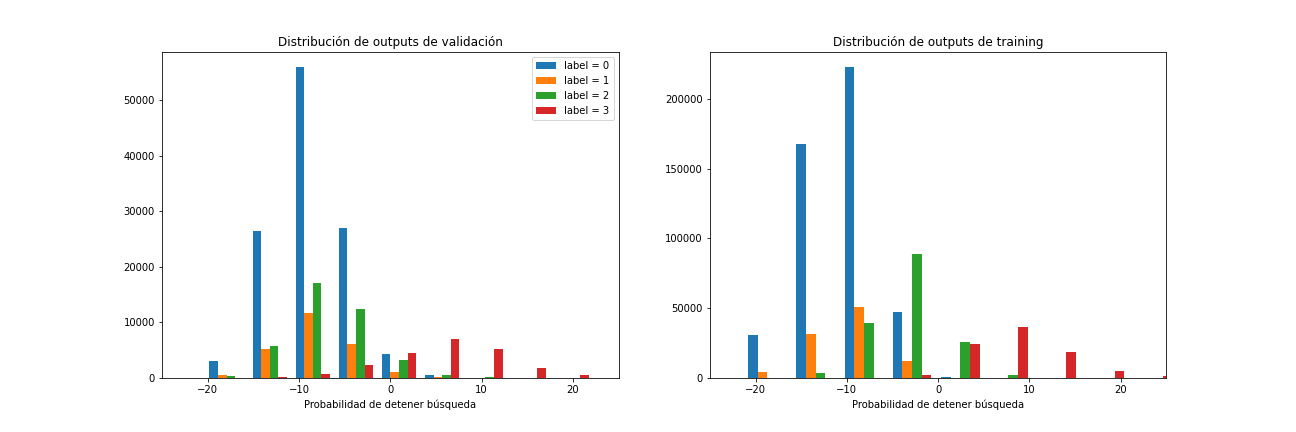 Distribución de outputs de validación
50000
40000
30000
20000
10000
0
−20
−10
0
10
20
Probabilidad de detener búsqueda
label = 0
label = 1
label = 2
label = 3
Distribución de outputs de training
200000
150000
100000
50000
0
−20
−10
0
10
20
Probabilidad de detener búsqueda